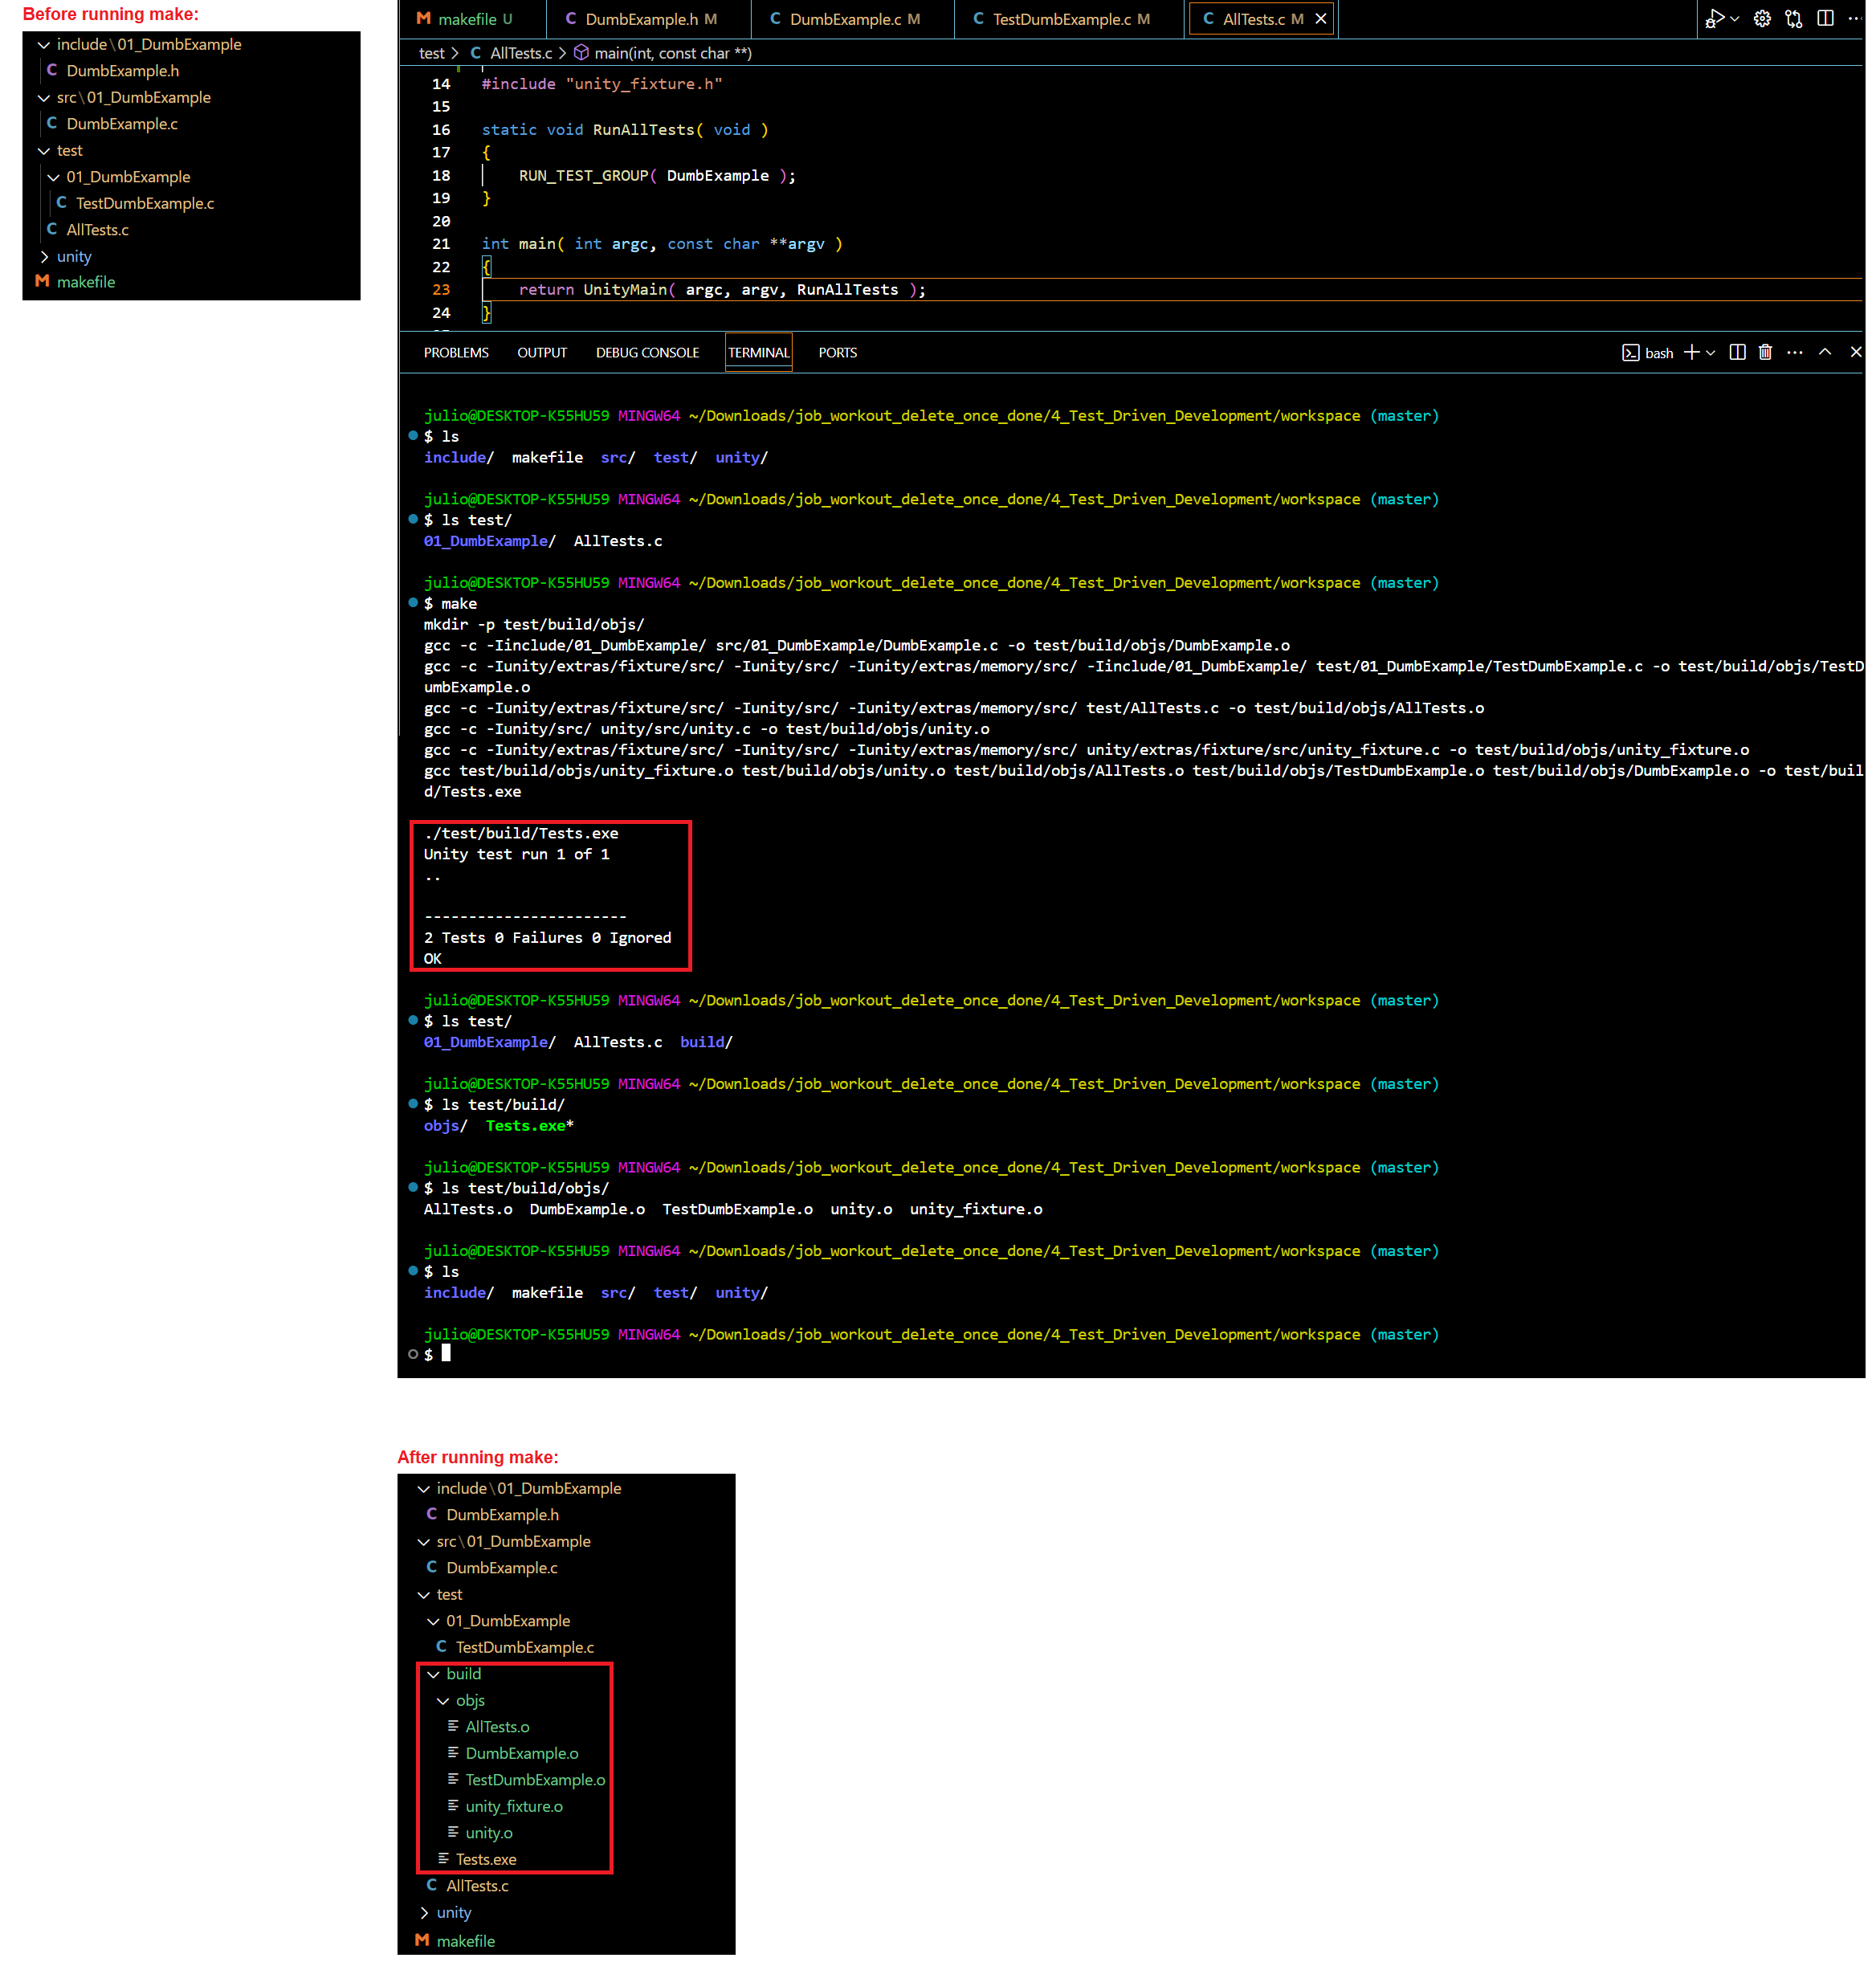 Before running make:
include\01_DumbExample
C DumbExample.h
src\01_DumbExample
C DumbExample.c
test
01_DumbExample
C TestDumbExample.c
C AllTests.c
unity
M makefile
M makefile U C DumbExample.h M C DumbExample.c M C TestDumbExample.c M C AllTests.c M
test > C AllTests.c > main(int, const char **)
14 #include "unity_fixture.h"
15
16 static void RunAllTests( void )
17 {
18 RUN_TEST_GROUP( DumbExample );
19 }
20
21 int main( int argc, const char **argv )
22 {
23 return UnityMain( argc, argv, RunAllTests );
24 }
PROBLEMS OUTPUT DEBUG CONSOLE TERMINAL PORTS bash
julio@DESKTOP-K55HU59 MINGW64 ~/Downloads/job_workout_delete_once_done/4_Test_Driven_Development/workspace (master)
$ ls
include/ makefile src/ test/ unity/
julio@DESKTOP-K55HU59 MINGW64 ~/Downloads/job_workout_delete_once_done/4_Test_Driven_Development/workspace (master)
$ ls test/
01_DumbExample/ AllTests.c
julio@DESKTOP-K55HU59 MINGW64 ~/Downloads/job_workout_delete_once_done/4_Test_Driven_Development/workspace (master)
$ make
mkdir -p test/build/objs/
gcc -c -Iinclude/01_DumbExample/ src/01_DumbExample/DumbExample.c -o test/build/objs/DumbExample.o
gcc -c -Iunity/extras/fixture/src/ -Iunity/src/ -Iunity/extras/memory/src/ -Iinclude/01_DumbExample/ test/01_DumbExample/TestDumbExample.c -o test/build/objs/TestD
umbExample.o
gcc -c -Iunity/extras/fixture/src/ -Iunity/src/ -Iunity/extras/memory/src/ test/AllTests.c -o test/build/objs/AllTests.o
gcc -c -Iunity/src/ unity/src/unity.c -o test/build/objs/unity.o
gcc -c -Iunity/extras/fixture/src/ -Iunity/src/ -Iunity/extras/memory/src/ unity/extras/fixture/src/unity_fixture.c -o test/build/objs/unity_fixture.o
gcc test/build/objs/unity_fixture.o test/build/objs/unity.o test/build/objs/AllTests.o test/build/objs/TestDumbExample.o test/build/objs/DumbExample.o -o test/buil
d/Tests.exe
./test/build/Tests.exe
Unity test run 1 of 1
..
-----------------------
2 Tests 0 Failures 0 Ignored
OK
julio@DESKTOP-K55HU59 MINGW64 ~/Downloads/job_workout_delete_once_done/4_Test_Driven_Development/workspace (master)
$ ls test/
01_DumbExample/ AllTests.c build/
julio@DESKTOP-K55HU59 MINGW64 ~/Downloads/job_workout_delete_once_done/4_Test_Driven_Development/workspace (master)
$ ls test/build/
objs/ Tests.exe*
julio@DESKTOP-K55HU59 MINGW64 ~/Downloads/job_workout_delete_once_done/4_Test_Driven_Development/workspace (master)
$ ls test/build/objs/
AllTests.o DumbExample.o TestDumbExample.o unity.o unity_fixture.o
julio@DESKTOP-K55HU59 MINGW64 ~/Downloads/job_workout_delete_once_done/4_Test_Driven_Development/workspace (master)
$ ls
include/ makefile src/ test/ unity/
julio@DESKTOP-K55HU59 MINGW64 ~/Downloads/job_workout_delete_once_done/4_Test_Driven_Development/workspace (master)
$
After running make:
include\01_DumbExample
C DumbExample.h
src\01_DumbExample
C DumbExample.c
test
01_DumbExample
C TestDumbExample.c
build
objs
AllTests.o
DumbExample.o
TestDumbExample.o
unity_fixture.o
unity.o
Tests.exe
C AllTests.c
unity
M makefile